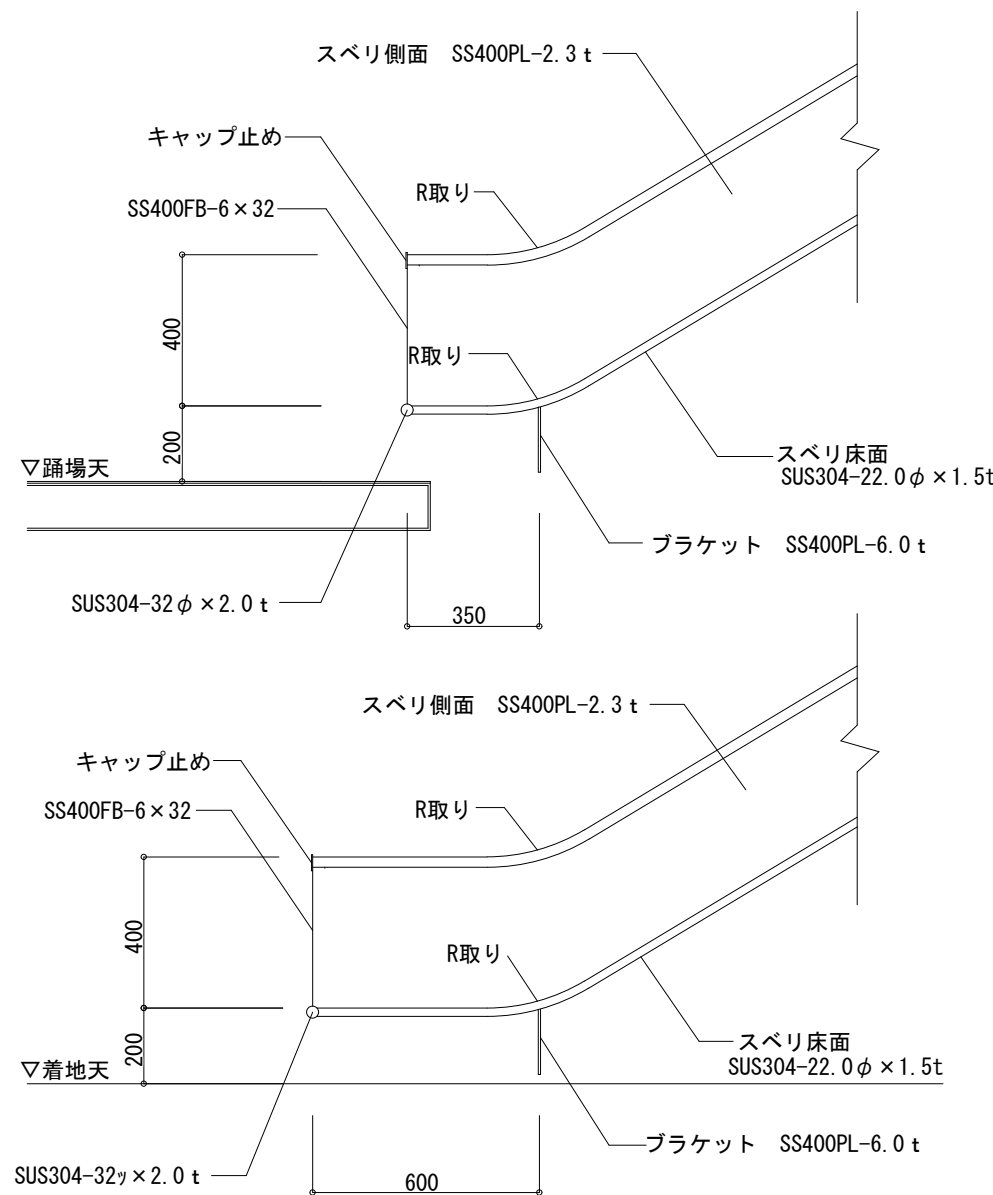 スベリ側面　SS400PL-2.3ｔ
キャップ止め
R取り
SS400FB-6×32
400
R取り
200
▽踊場天
スベリ床面
SUS304-22.0φ×1.5t
ブラケット　SS400PL-6.0ｔ
SUS304-32φ×2.0ｔ
350
スベリ側面　SS400PL-2.3ｔ
キャップ止め
SS400FB-6×32
R取り
400
R取り
200
スベリ床面
▽着地天
SUS304-22.0φ×1.5t
ブラケット　SS400PL-6.0ｔ
SUS304-32ｯ×2.0ｔ
600